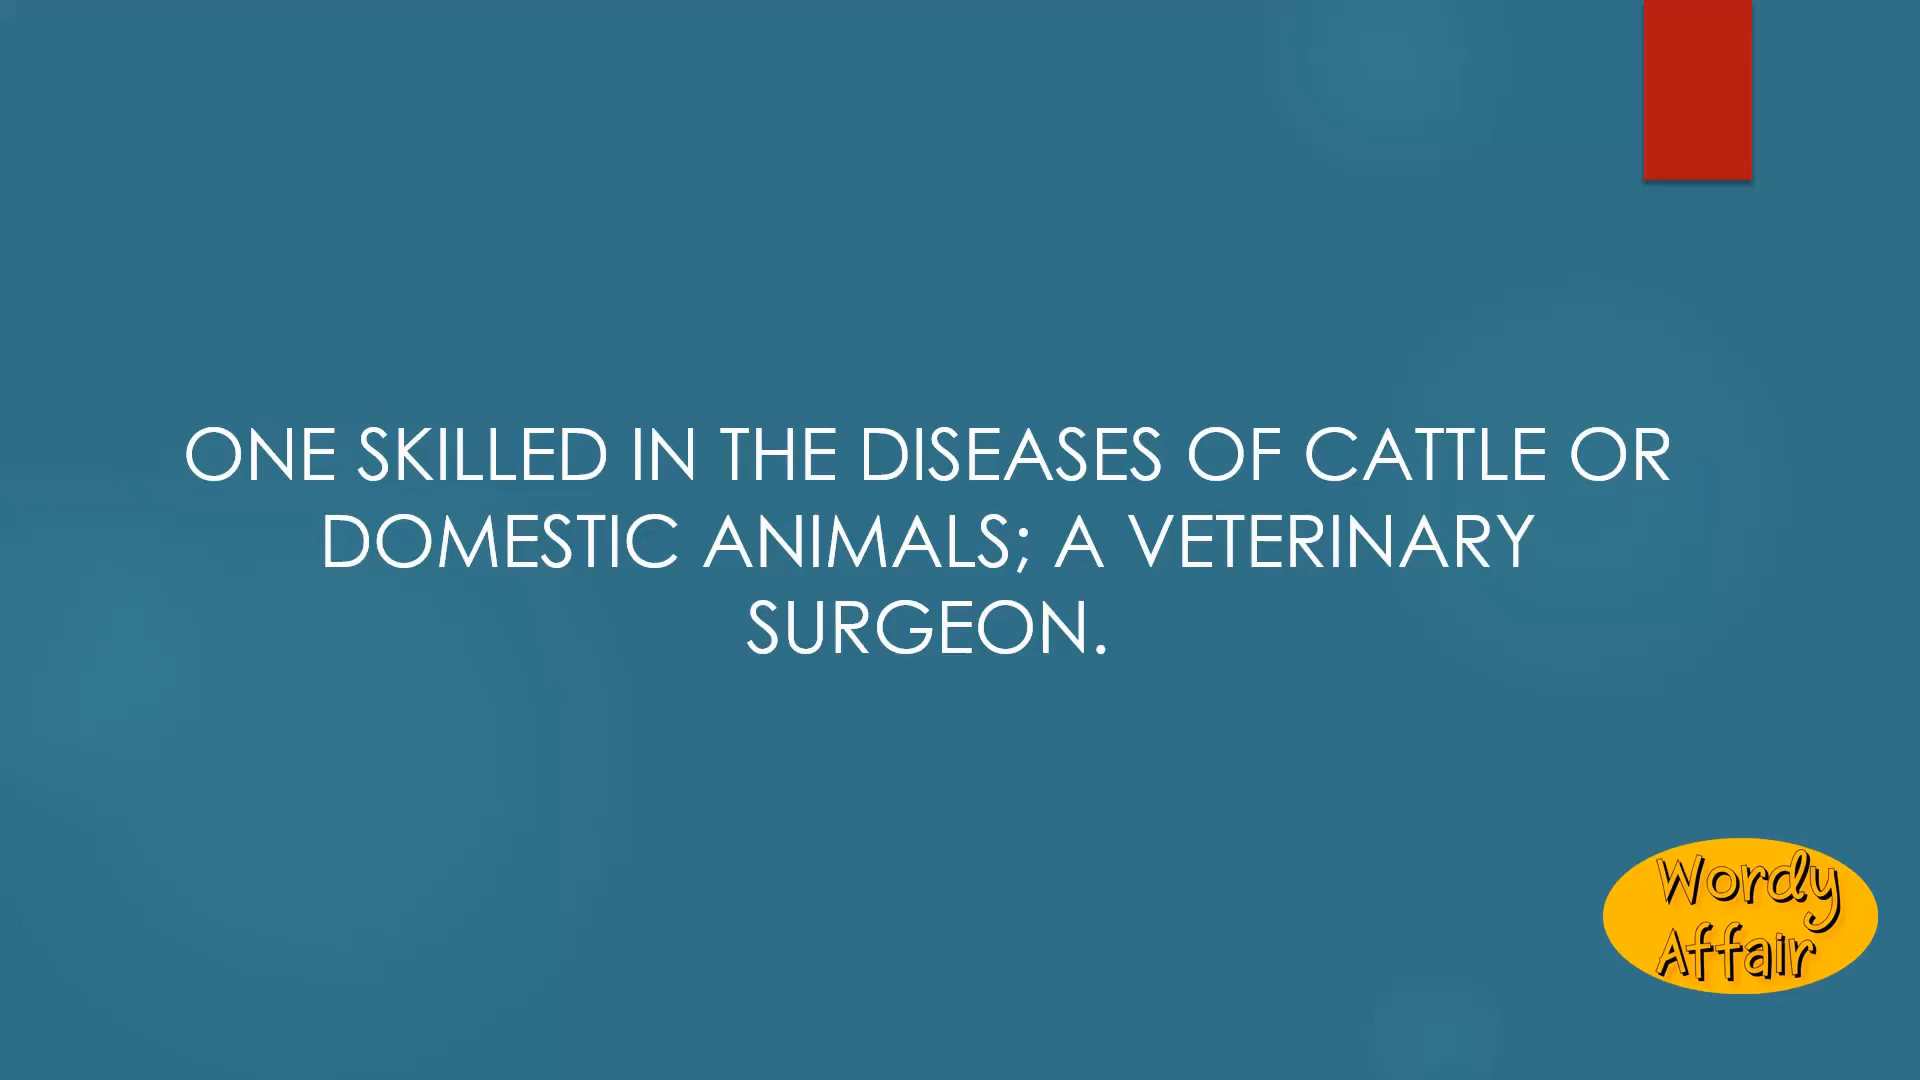 ONE SKILLED IN THE DISEASES OF CATTLE OR
DOMESTIC ANIMALS; A VETERINARY
SURGEON.
Wordy
Affair